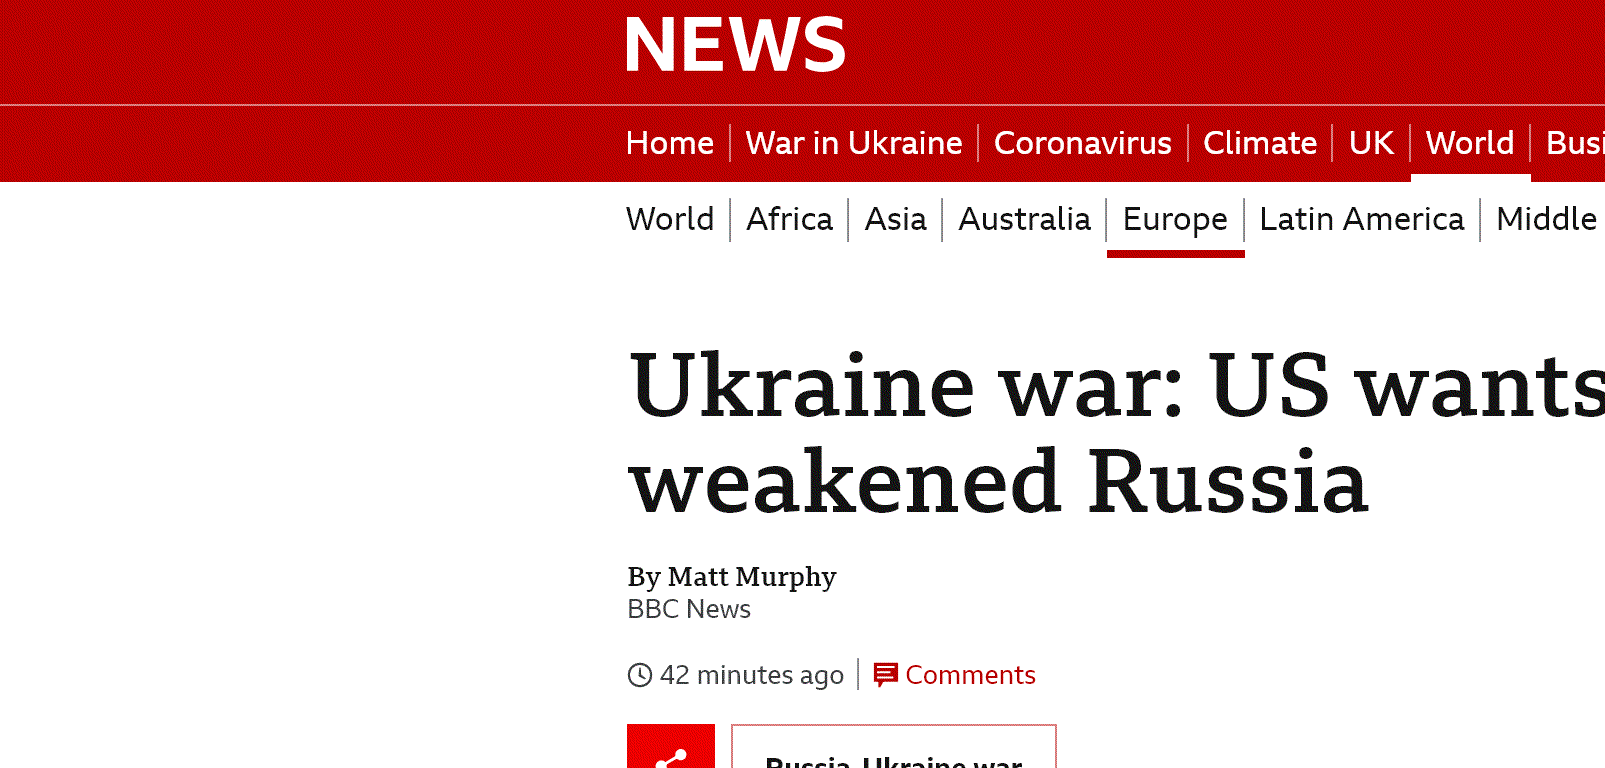 NEWS
Home War in Ukraine Coronavirus Climate UK World Busi
World Africa Asia Australia Europe Latin America Middle
Ukraine war: US wants
weakened Russia
By Matt Murphy
BBC News
42 minutes ago Comments
Russia-Ukraine war